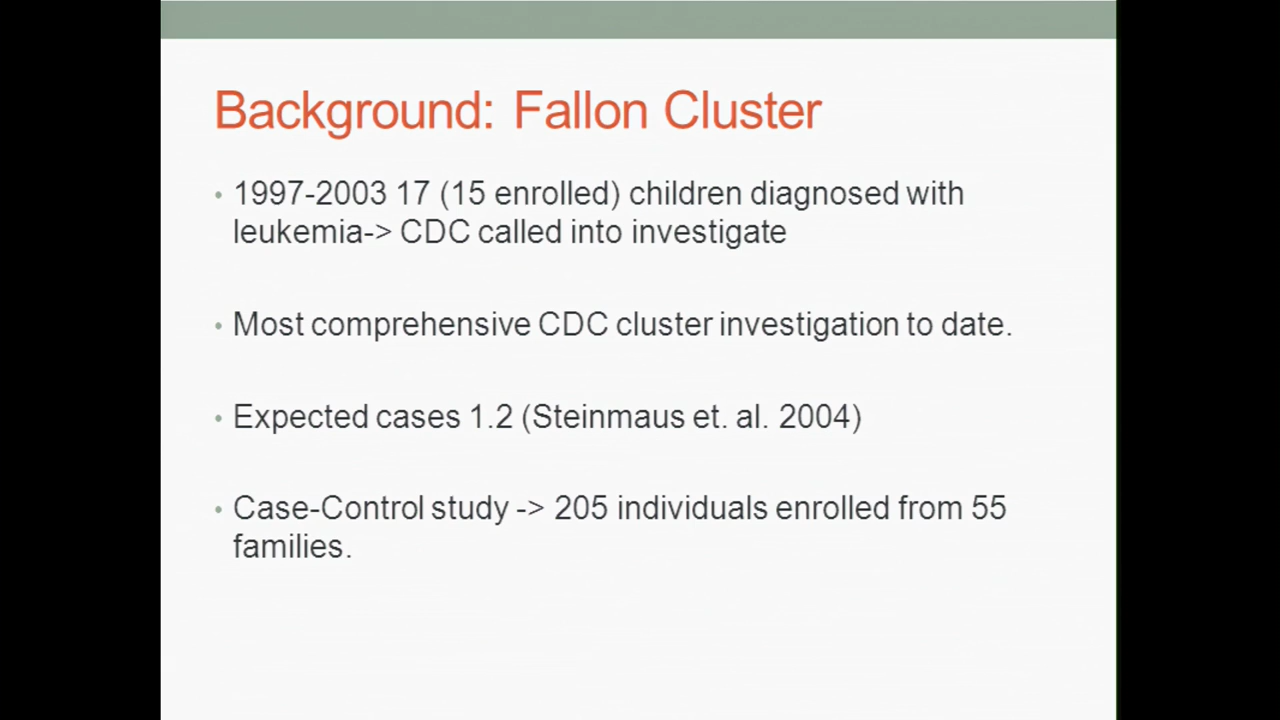 Background: Fallon Cluster
• 1997-2003 17 (15 enrolled) children diagnosed with
leukemia-> CDC called into investigate
• Most comprehensive CDC cluster investigation to date.
• Expected cases 1.2 (Steinmaus et. al. 2004)
• Case-Control study -> 205 individuals enrolled from 55
families.